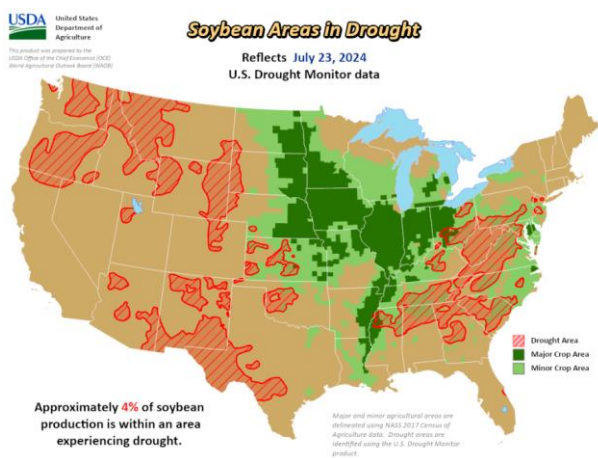 USDA
United States
Department of
Agriculture
This product was prepared by the
USDA Office of the Chief Economist (OCE)
World Agricultural Outlook Board (WAOB)
Soybean Areas in Drought
Reflects July 23, 2024
U.S. Drought Monitor data
Drought Area
Major Crop Area
Minor Crop Area
Approximately 4% of soybean
production is within an area
experiencing drought.
Major and minor agricultural areas are
delineated using NASS 2017 Census of
Agriculture data. Drought areas are
identified using the U.S. Drought Monitor
product.